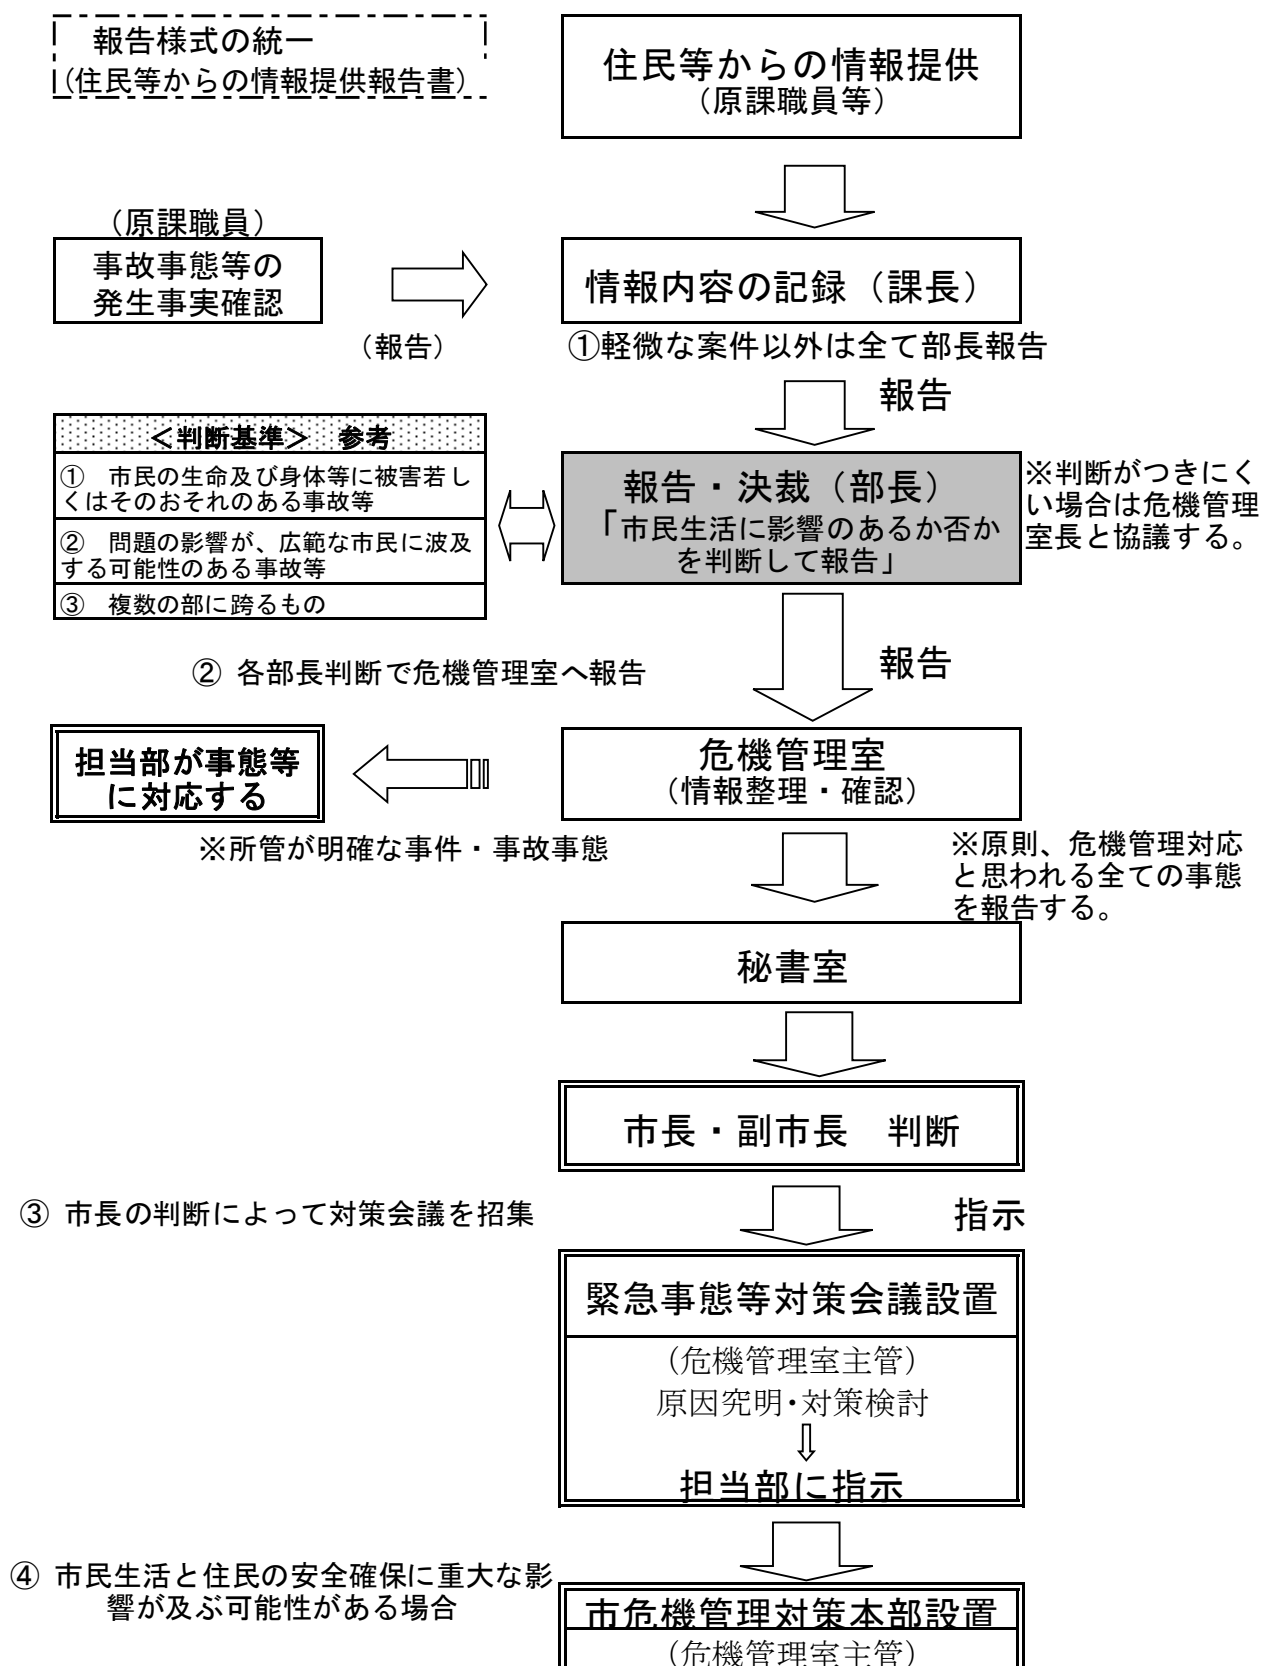 報告様式の統一
(住民等からの情報提供報告書)
住民等からの情報提供
(原課職員等)
(原課職員)
事故事態等の
発生事実確認
(報告)
情報内容の記録(課長)
①軽微な案件以外は全て部長報告
報告
<判断基準> 参考
① 市民の生命及び身体等に被害若し
くはそのおそれのある事故等
② 問題の影響が、広範な市民に波及
する可能性のある事故等
③ 複数の部に跨るもの
報告・決裁(部長)
「市民生活に影響のあるか否か
を判断して報告」
※判断がつきにく
い場合は危機管理
室長と協議する。
② 各部長判断で危機管理室へ報告
報告
担当部が事態等
に対応する
危機管理室
(情報整理・確認)
※所管が明確な事件・事故事態
※原則、危機管理対応
と思われる全ての事態
を報告する。
秘書室
市長・副市長 判断
③ 市長の判断によって対策会議を招集
指示
緊急事態等対策会議設置
(危機管理室主管)
原因究明・対策検討
⇩
担当部に指示
④ 市民生活と住民の安全確保に重大な影
響が及ぶ可能性がある場合
市危機管理対策本部設置
(危機管理室主管)